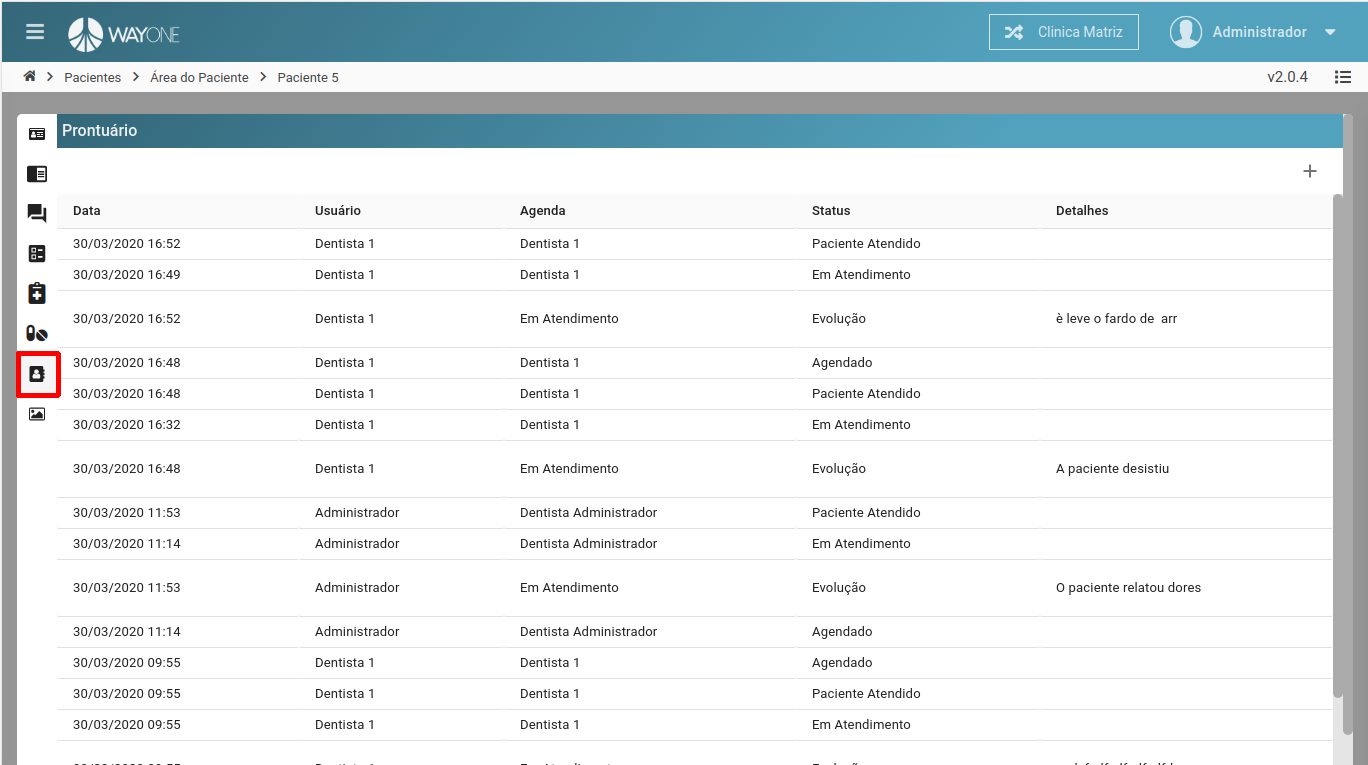 WAYONE
Clinica Matriz
Administrador
Pacientes
Área do Paciente
Paciente 5
v2.0.4
Prontuário
Data Usuário Agenda Status Detalhes
30/03/2020 16:52 Dentista 1 Dentista 1 Paciente Atendido
30/03/2020 16:49 Dentista 1 Dentista 1 Em Atendimento
30/03/2020 16:52 Dentista 1 Em Atendimento Evolução è leve o fardo de arr
30/03/2020 16:48 Dentista 1 Dentista 1 Agendado
30/03/2020 16:48 Dentista 1 Dentista 1 Paciente Atendido
30/03/2020 16:32 Dentista 1 Dentista 1 Em Atendimento
30/03/2020 16:48 Dentista 1 Em Atendimento Evolução A paciente desistiu
30/03/2020 11:53 Administrador Dentista Administrador Paciente Atendido
30/03/2020 11:14 Administrador Dentista Administrador Em Atendimento
30/03/2020 11:53 Administrador Em Atendimento Evolução O paciente relatou dores
30/03/2020 11:14 Administrador Dentista Administrador Agendado
30/03/2020 09:55 Dentista 1 Dentista 1 Agendado
30/03/2020 09:55 Dentista 1 Dentista 1 Paciente Atendido
30/03/2020 09:55 Dentista 1 Dentista 1 Em Atendimento